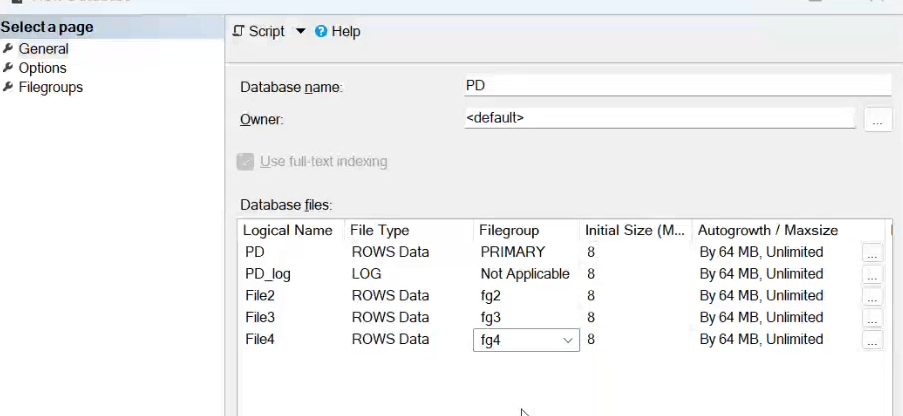 Select a page
General
Options
Filegroups
Script Help
Database name: PD
Owner: <default> ...
Use full-text indexing
Database files:
Logical Name File Type Filegroup Initial Size (M... Autogrowth / Maxsize
PD ROWS Data PRIMARY 8 By 64 MB, Unlimited ...
PD_log LOG Not Applicable 8 By 64 MB, Unlimited ...
File2 ROWS Data fg2 8 By 64 MB, Unlimited ...
File3 ROWS Data fg3 8 By 64 MB, Unlimited ...
File4 ROWS Data fg4 8 By 64 MB, Unlimited ...